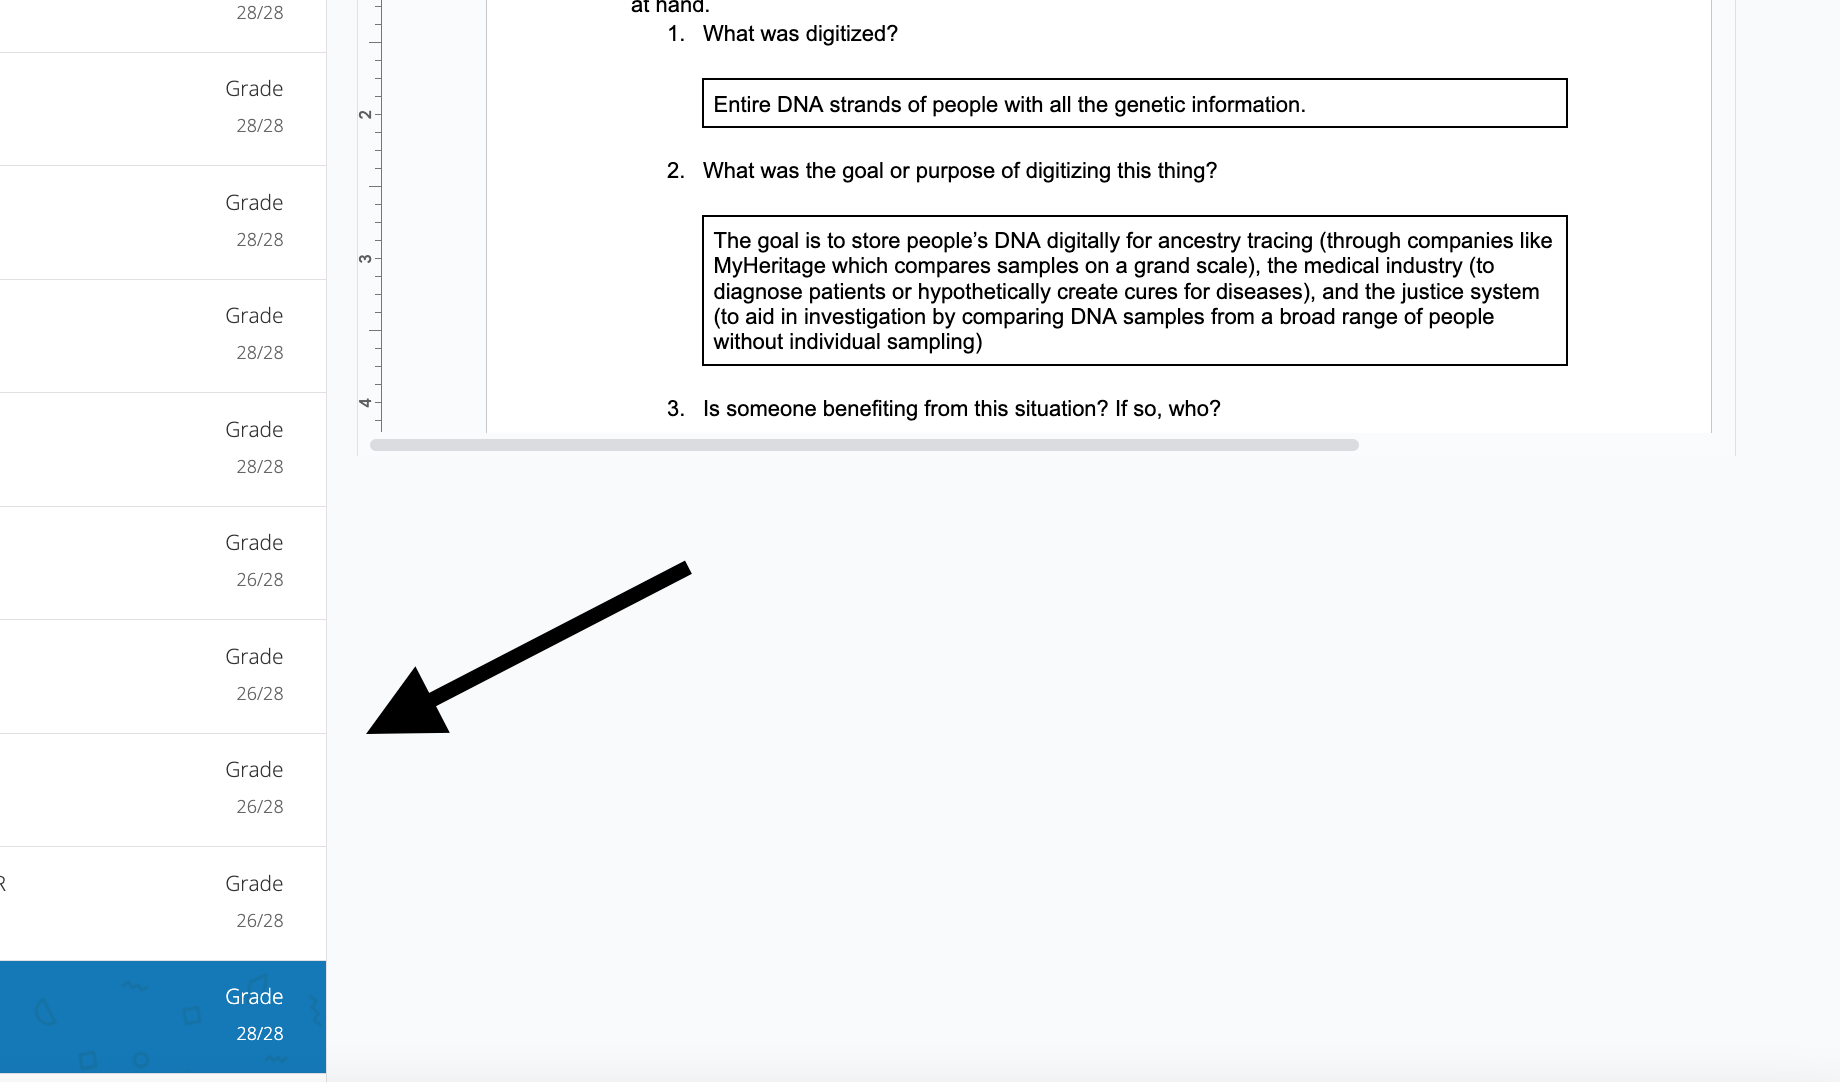 28/28
Grade
28/28
Grade
28/28
Grade
28/28
Grade
28/28
Grade
26/28
Grade
26/28
Grade
26/28
R
Grade
26/28
Grade
28/28
2
3
4
at hand.
1. What was digitized?
Entire DNA strands of people with all the genetic information.
2. What was the goal or purpose of digitizing this thing?
The goal is to store people’s DNA digitally for ancestry tracing (through companies like
MyHeritage which compares samples on a grand scale), the medical industry (to
diagnose patients or hypothetically create cures for diseases), and the justice system
(to aid in investigation by comparing DNA samples from a broad range of people
without individual sampling)
3. Is someone benefiting from this situation? If so, who?